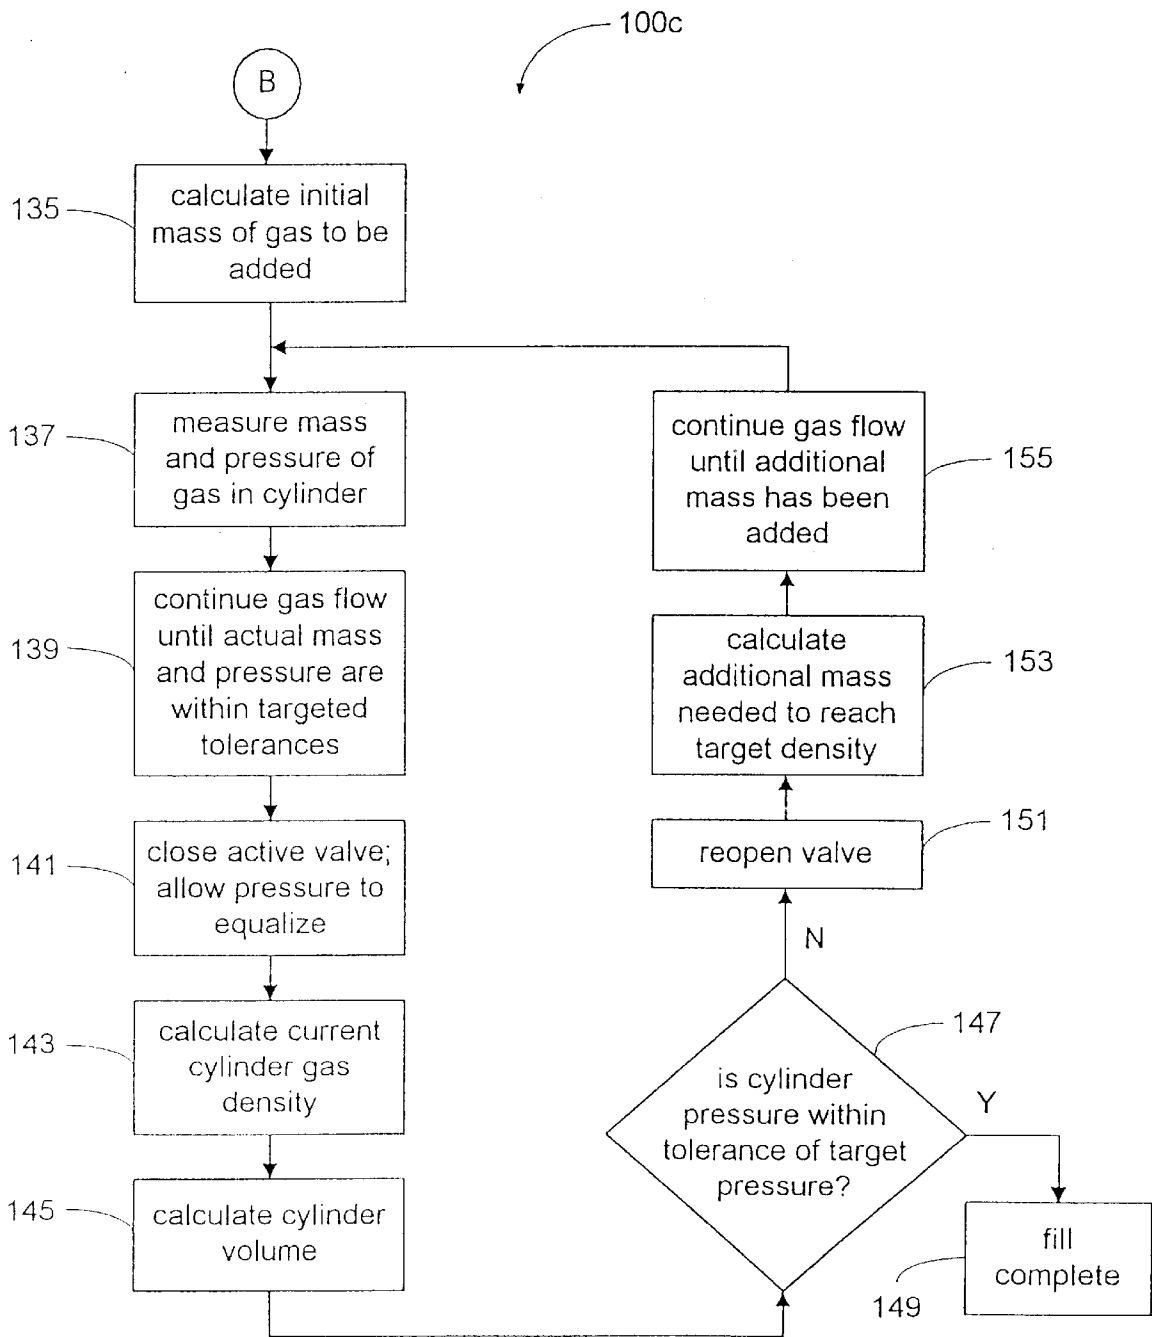 100c
B
135
calculate initial
mass of gas to be
added
137
measure mass
and pressure of
gas in cylinder
139
continue gas flow
until actual mass
and pressure are
within targeted
tolerances
141
close active valve;
allow pressure to
equalize
143
calculate current
cylinder gas
density
145
calculate cylinder
volume
147
is cylinder
pressure within
tolerance of target
pressure?
Y
149
fill
complete
N
151
reopen valve
153
calculate
additional mass
needed to reach
target density
155
continue gas flow
until additional
mass has been
added